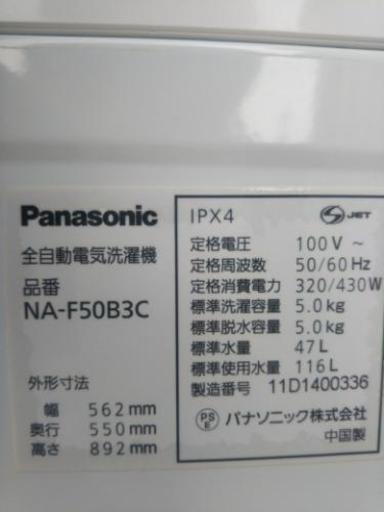 Panasonic
全自動電気洗濯機
品番
NA-F50B3C
外形寸法
幅 562mm
奥行 550mm
高さ 892mm
IPX4
S JET
定格電圧 100V ～
定格周波数 50/60Hz
定格消費電力 320/430W
標準洗濯容量 5.0kg
標準脱水容量 5.0kg
標準水量 47L
標準使用水量 116L
製造番号 11D1400336
PSE パナソニック株式会社
中国製